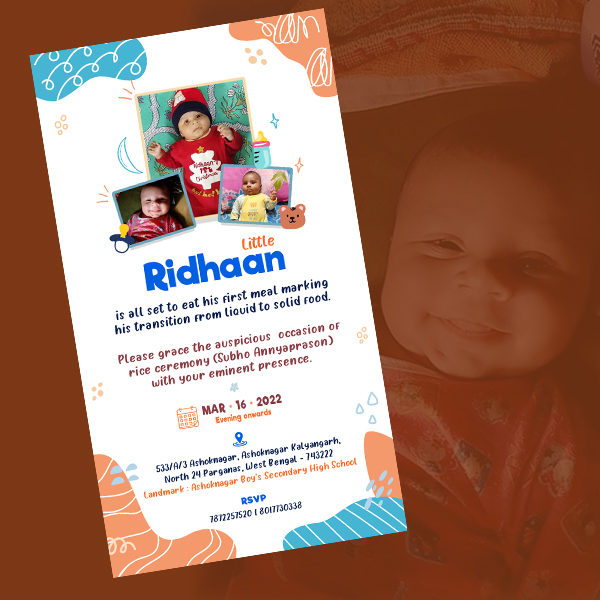 Ridhaan's
1st
Christmas
Little
Ridhaan
is all set to eat his first meal marking
his transition from liquid to solid food.
Please grace the auspicious occasion of
rice ceremony (Subho Annyaprason)
with your eminent presence.
MAR • 16 • 2022
Evening onwards
533/A/3 Ashoknagar, Ashoknagar Kalyangarh,
North 24 Parganas, West Bengal - 743222
Landmark : Ashoknagar Boy's Secondary High School
RSVP
7872257520 | 8017730338